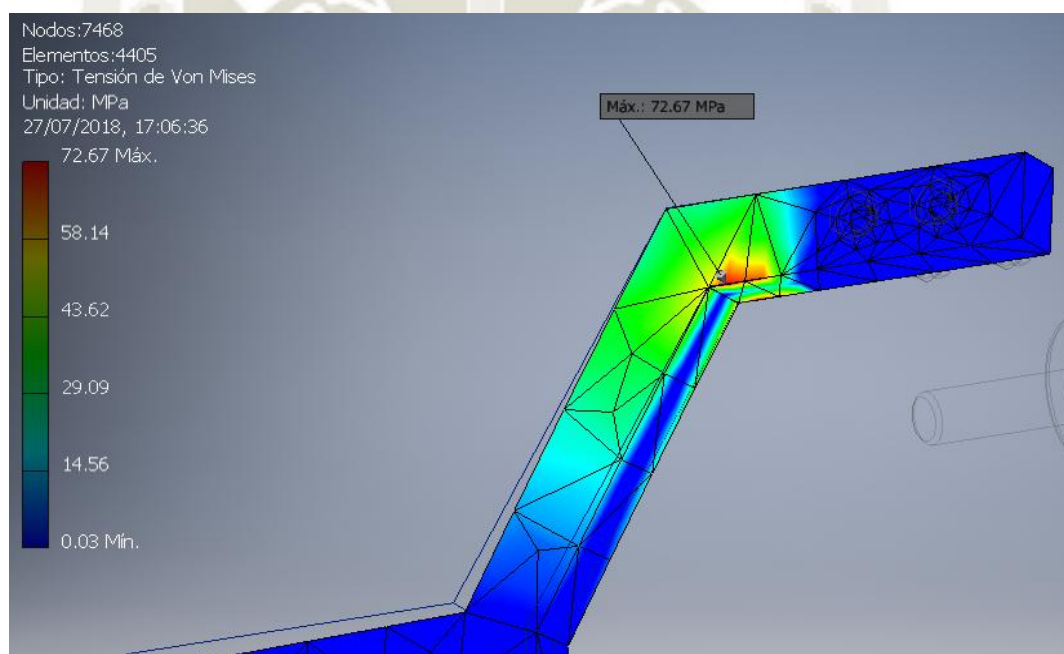 Nodos:7468
Elementos:4405
Tipo: Tensión de Von Mises
Unidad: MPa
27/07/2018, 17:06:36
72.67 Máx.
58.14
43.62
29.09
14.56
0.03 Mín.
Máx.: 72.67 MPa